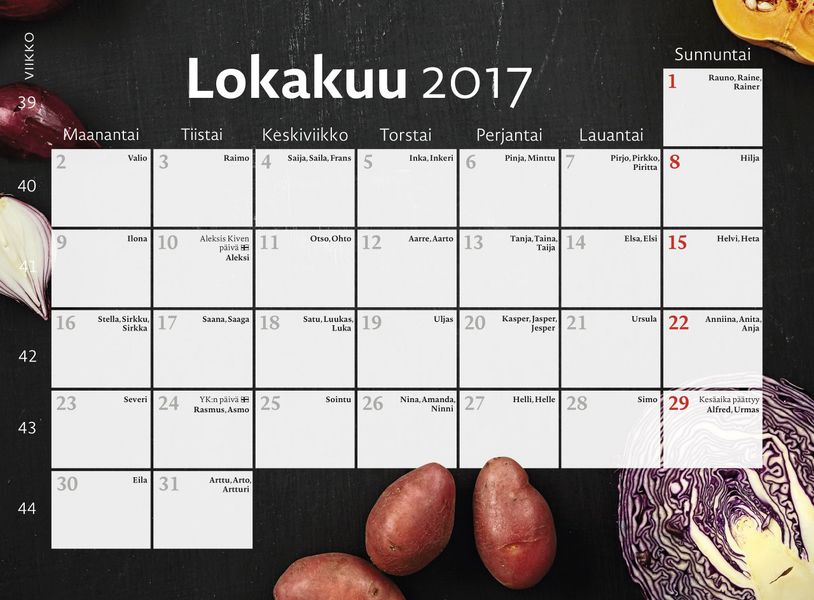 VIIKKO
Lokakuu 2017
Sunnuntai
39
1 Rauno, Raine,
Rainer
Maanantai Tiistai Keskiviikko Torstai Perjantai Lauantai
40
2 Valio
3 Raimo
4 Saija, Saila, Frans
5 Inka, Inkeri
6 Pinja, Minttu
7 Pirjo, Pirkko,
Piritta
8 Hilja
41
9 Ilona
10 Aleksis Kiven
päivä
Aleksi
11 Otso, Ohto
12 Aarre, Aarto
13 Tanja, Taina,
Taija
14 Elsa, Elsi
15 Helvi, Heta
42
16 Stella, Sirkku,
Sirkka
17 Saana, Saaga
18 Satu, Luukas,
Luka
19 Uljas
20 Kasper, Jasper,
Jesper
21 Ursula
22 Anniina, Anita,
Anja
43
23 Severi
24 YK:n päivä
Rasmus, Asmo
25 Sointu
26 Nina, Amanda,
Ninni
27 Helli, Helle
28 Simo
29 Kesäaika päättyy
Alfred, Urmas
44
30 Eila
31 Arttu, Arto,
Artturi